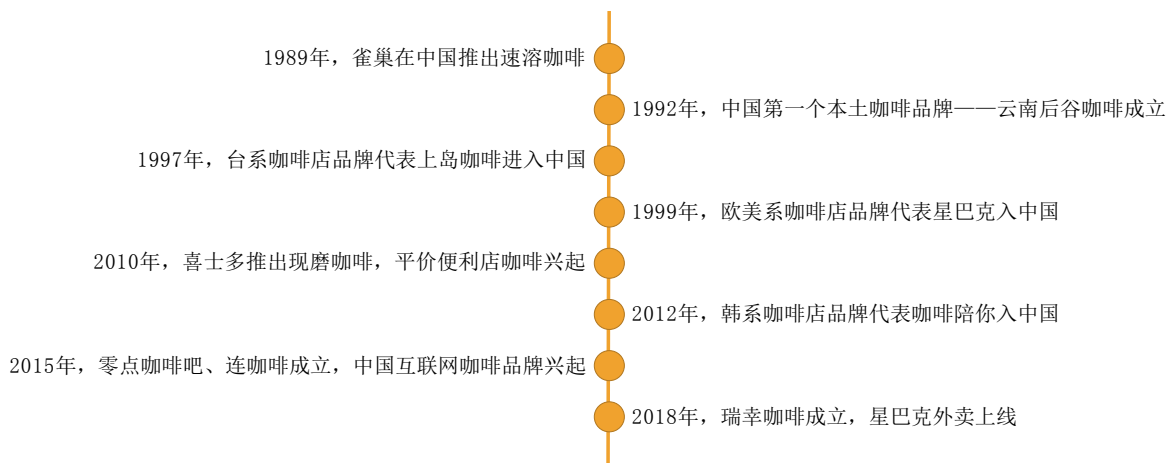 1989年，雀巢在中国推出速溶咖啡
1992年，中国第一个本土咖啡品牌——云南后谷咖啡成立
1997年，台系咖啡店品牌代表上岛咖啡进入中国
1999年，欧美系咖啡店品牌代表星巴克入中国
2010年，喜士多推出现磨咖啡，平价便利店咖啡兴起
2012年，韩系咖啡店品牌代表咖啡陪你入中国
2015年，零点咖啡吧、连咖啡成立，中国互联网咖啡品牌兴起
2018年，瑞幸咖啡成立，星巴克外卖上线